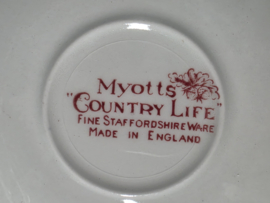 Myotts
"COUNTRY LIFE"
FINE STAFFORDSHIRE WARE
MADE IN ENGLAND